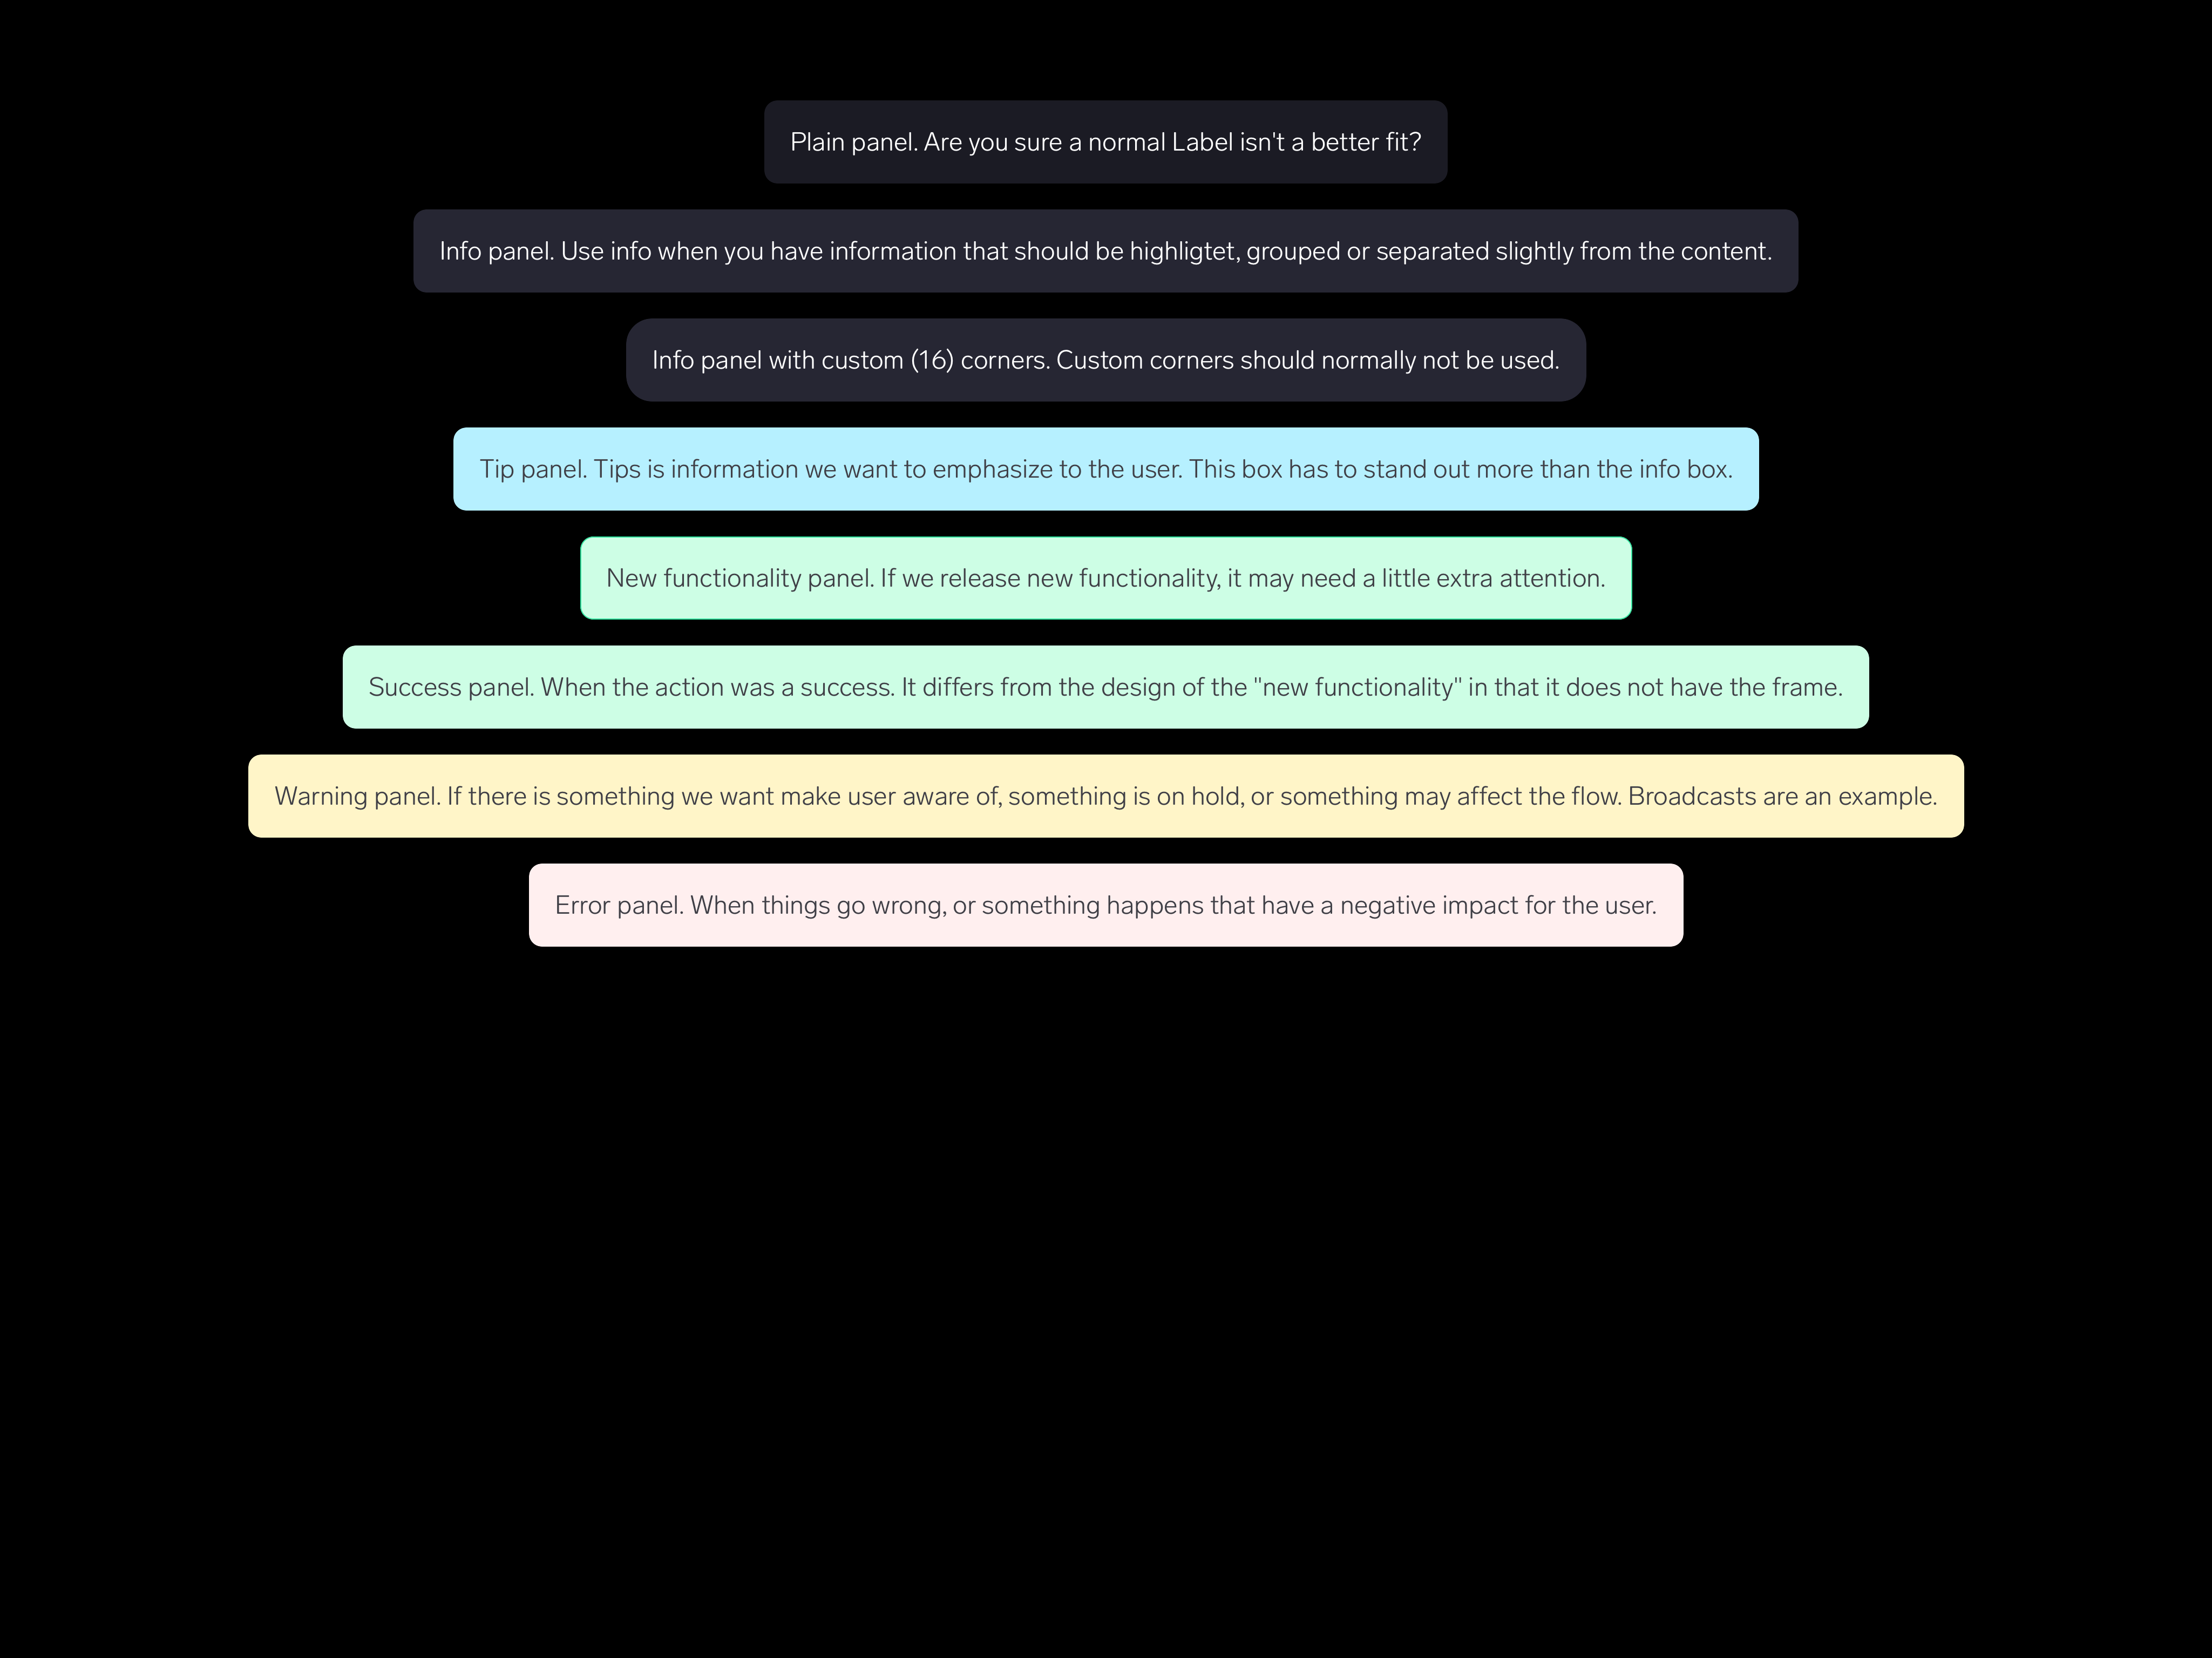 Plain panel. Are you sure a normal Label isn't a better fit?
Info panel. Use info when you have information that should be highligtet, grouped or separated slightly from the content.
Info panel with custom (16) corners. Custom corners should normally not be used.
Tip panel. Tips is information we want to emphasize to the user. This box has to stand out more than the info box.
New functionality panel. If we release new functionality, it may need a little extra attention.
Success panel. When the action was a success. It differs from the design of the "new functionality" in that it does not have the frame.
Warning panel. If there is something we want make user aware of, something is on hold, or something may affect the flow. Broadcasts are an example.
Error panel. When things go wrong, or something happens that have a negative impact for the user.